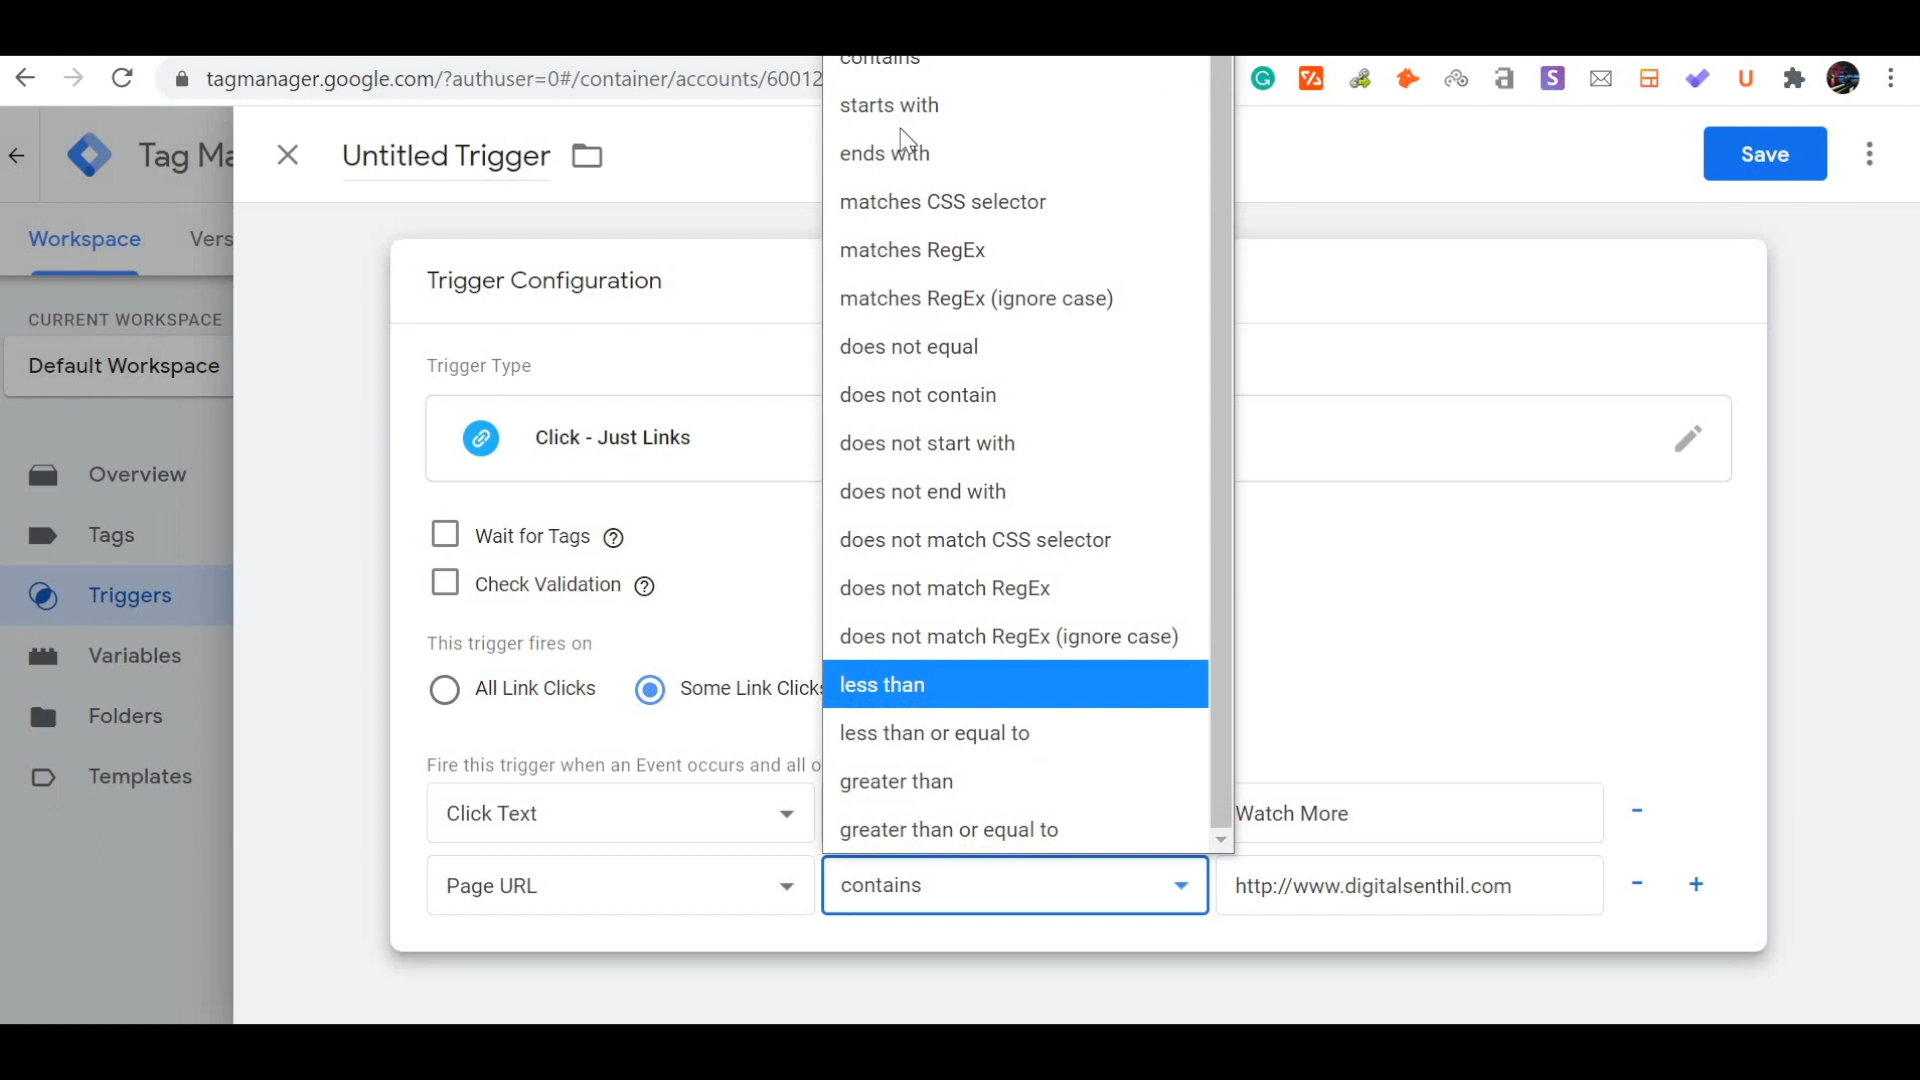 tagmanager.google.com/?authuser=0#/container/accounts/60012
Tag Ma
Untitled Trigger
Save
Workspace
Vers
CURRENT WORKSPACE
Default Workspace
Overview
Tags
Triggers
Variables
Folders
Templates
Trigger Configuration
Trigger Type
Click - Just Links
Wait for Tags
Check Validation
This trigger fires on
All Link Clicks
Some Link Clicks
Fire this trigger when an Event occurs and all o
Click Text
Watch More
Page URL
contains
http://www.digitalsenthil.com
contains
starts with
ends with
matches CSS selector
matches RegEx
matches RegEx (ignore case)
does not equal
does not contain
does not start with
does not end with
does not match CSS selector
does not match RegEx
does not match RegEx (ignore case)
less than
less than or equal to
greater than
greater than or equal to